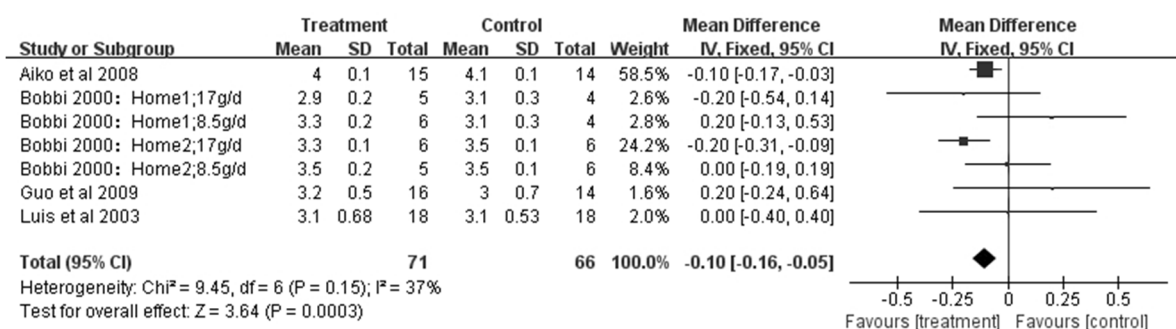 Treatment Control Mean Difference Mean Difference
Study or Subgroup Mean SD Total Mean SD Total Weight IV, Fixed, 95% CI IV, Fixed, 95% CI
Aiko et al 2008 4 0.1 15 4.1 0.1 14 58.5% -0.10 [-0.17, -0.03]
Bobbi 2000：Home1;17g/d 2.9 0.2 5 3.1 0.3 4 2.6% -0.20 [-0.54, 0.14]
Bobbi 2000：Home1;8.5g/d 3.3 0.2 6 3.1 0.3 4 2.8% 0.20 [-0.13, 0.53]
Bobbi 2000：Home2;17g/d 3.3 0.1 6 3.5 0.1 6 24.2% -0.20 [-0.31, -0.09]
Bobbi 2000：Home2;8.5g/d 3.5 0.2 5 3.5 0.1 6 8.4% 0.00 [-0.19, 0.19]
Guo et al 2009 3.2 0.5 16 3 0.7 14 1.6% 0.20 [-0.24, 0.64]
Luis et al 2003 3.1 0.68 18 3.1 0.53 18 2.0% 0.00 [-0.40, 0.40]
Total (95% CI) 71 66 100.0% -0.10 [-0.16, -0.05]
Heterogeneity: Chi² = 9.45, df = 6 (P = 0.15); I² = 37%
Test for overall effect: Z = 3.64 (P = 0.0003)
-0.5 -0.25 0 0.25 0.5
Favours [treatment] Favours [control]